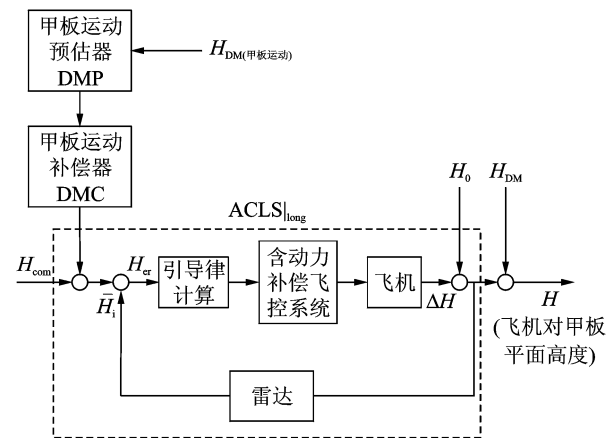 甲板运动
预估器
DMP
H_DM(甲板运动)
甲板运动
补偿器
DMC
H_0
H_DM
ACLS|_long
H_com
H̄_i
H_er
引导律
计算
含动力
补偿飞
控系统
飞机
ΔH
H
(飞机对甲板
平面高度)
雷达